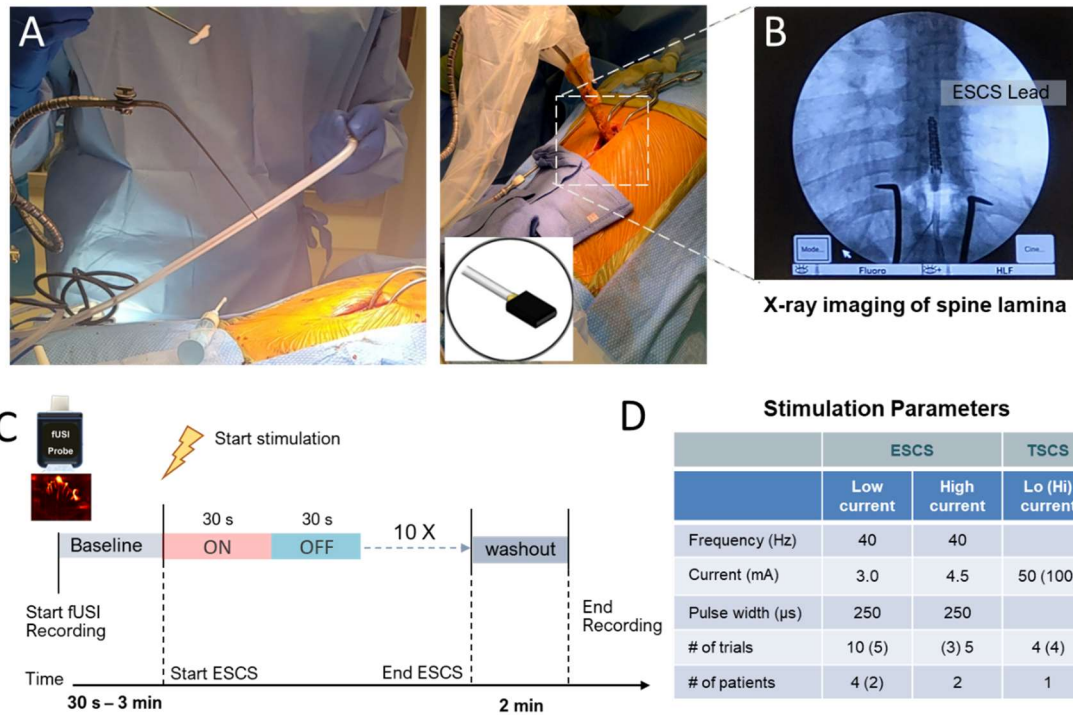 A
B
ESCS Lead
Mode...
Cine...
Fluoro
HLF
X-ray imaging of spine lamina
C
fUSI
Probe
Start stimulation
30 s
30 s
Baseline
ON
OFF
10 X
washout
Start fUSI
Recording
End
Recording
Time
Start ESCS
End ESCS
30 s – 3 min
2 min
D
Stimulation Parameters
ESCS TSCS
Low current High current Lo (Hi) current
Frequency (Hz) 40 40
Current (mA) 3.0 4.5 50 (100
Pulse width (µs) 250 250
# of trials 10 (5) (3) 5 4 (4)
# of patients 4 (2) 2 1